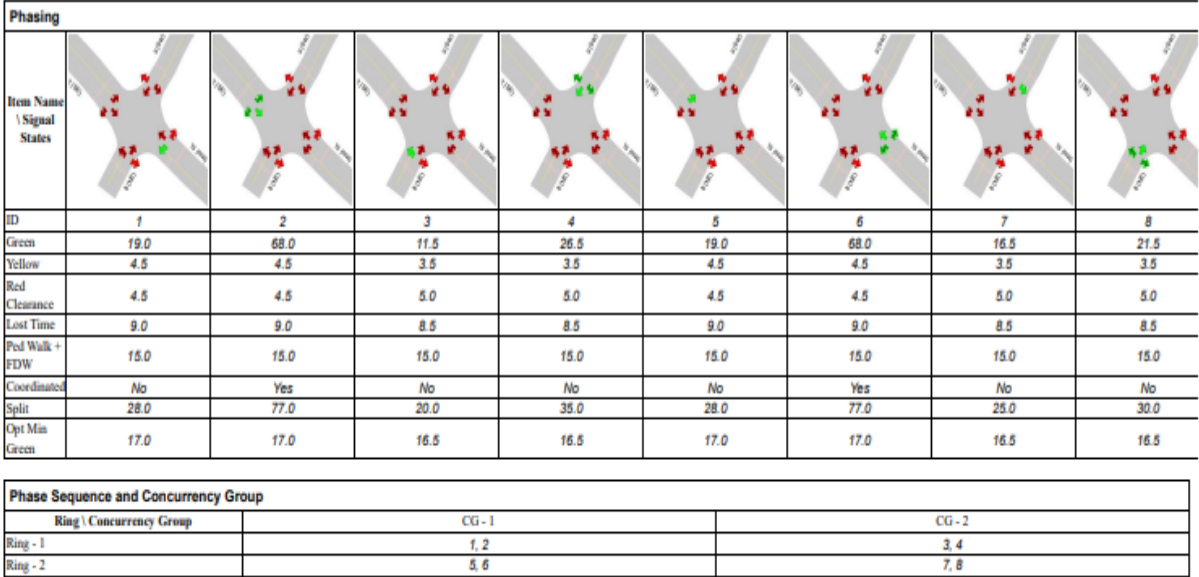 Phasing
Item Name \ Signal States
ID 1 2 3 4 5 6 7 8
Green 19.0 68.0 11.5 26.5 19.0 68.0 16.5 21.5
Yellow 4.5 4.5 3.5 3.5 4.5 4.5 3.5 3.5
Red Clearance 4.5 4.5 5.0 5.0 4.5 4.5 5.0 5.0
Lost Time 9.0 9.0 8.5 8.5 9.0 9.0 8.5 8.5
Ped Walk + FDW 15.0 15.0 15.0 15.0 15.0 15.0 15.0 15.0
Coordinated No Yes No No No Yes No No
Split 28.0 77.0 20.0 35.0 28.0 77.0 25.0 30.0
Opt Min Green 17.0 17.0 16.5 16.5 17.0 17.0 16.5 16.5
Phase Sequence and Concurrency Group
Ring \ Concurrency Group CG - 1 CG - 2
Ring - 1 1, 2 3, 4
Ring - 2 5, 6 7, 8